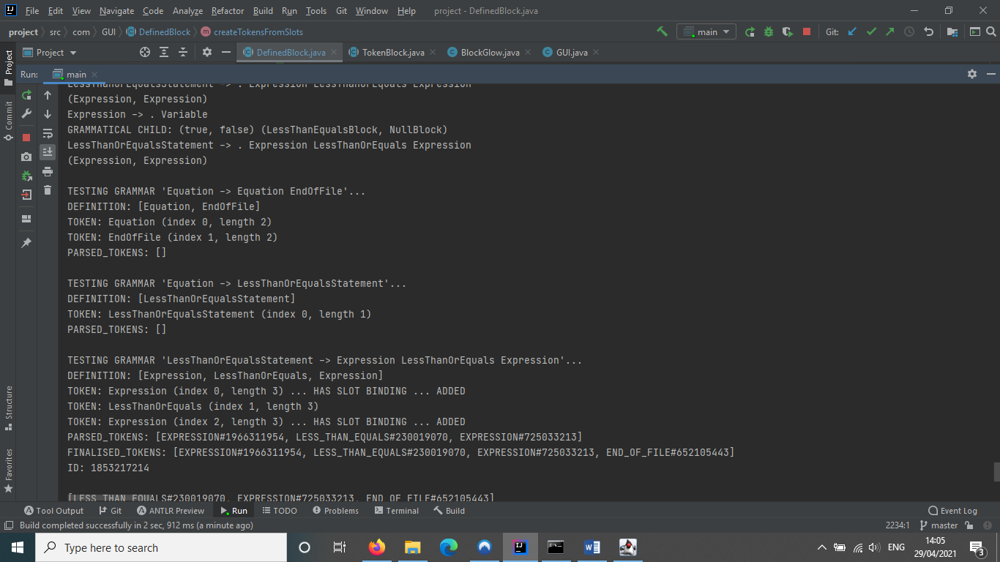 File Edit View Navigate Code Analyze Refactor Build Run Tools Git Window Help project - DefinedBlock.java
project src com GUI DefinedBlock createTokensFromSlots main Git:
Project DefinedBlock.java TokenBlock.java BlockGlow.java GUI.java
Project
Run: main
Commit
LessThanOrEqualsStatement -> . Expression LessThanOrEquals Expression
(Expression, Expression)
Expression -> . Variable
GRAMMATICAL CHILD: (true, false) (LessThanEqualsBlock, NullBlock)
LessThanOrEqualsStatement -> . Expression LessThanOrEquals Expression
(Expression, Expression)
TESTING GRAMMAR 'Equation -> Equation EndOfFile'...
DEFINITION: [Equation, EndOfFile]
TOKEN: Equation (index 0, length 2)
TOKEN: EndOfFile (index 1, length 2)
PARSED_TOKENS: []
TESTING GRAMMAR 'Equation -> LessThanOrEqualsStatement'...
DEFINITION: [LessThanOrEqualsStatement]
TOKEN: LessThanOrEqualsStatement (index 0, length 1)
PARSED_TOKENS: []
TESTING GRAMMAR 'LessThanOrEqualsStatement -> Expression LessThanOrEquals Expression'...
DEFINITION: [Expression, LessThanOrEquals, Expression]
TOKEN: Expression (index 0, length 3) ... HAS SLOT BINDING ... ADDED
TOKEN: LessThanOrEquals (index 1, length 3)
TOKEN: Expression (index 2, length 3) ... HAS SLOT BINDING ... ADDED
PARSED_TOKENS: [EXPRESSION#1966311954, LESS_THAN_EQUALS#230019070, EXPRESSION#725033213]
FINALISED_TOKENS: [EXPRESSION#1966311954, LESS_THAN_EQUALS#230019070, EXPRESSION#725033213, END_OF_FILE#652105443]
ID: 1853217214
[LESS_THAN_EQUALS#230019070, EXPRESSION#725033213, END_OF_FILE#652105443]
Structure
Favorites
Tool Output Git ANTLR Preview Run TODO Problems Terminal Build Event Log
Build completed successfully in 2 sec, 912 ms (a minute ago) 2234:1 master
Type here to search ENG 14:05
29/04/2021 3